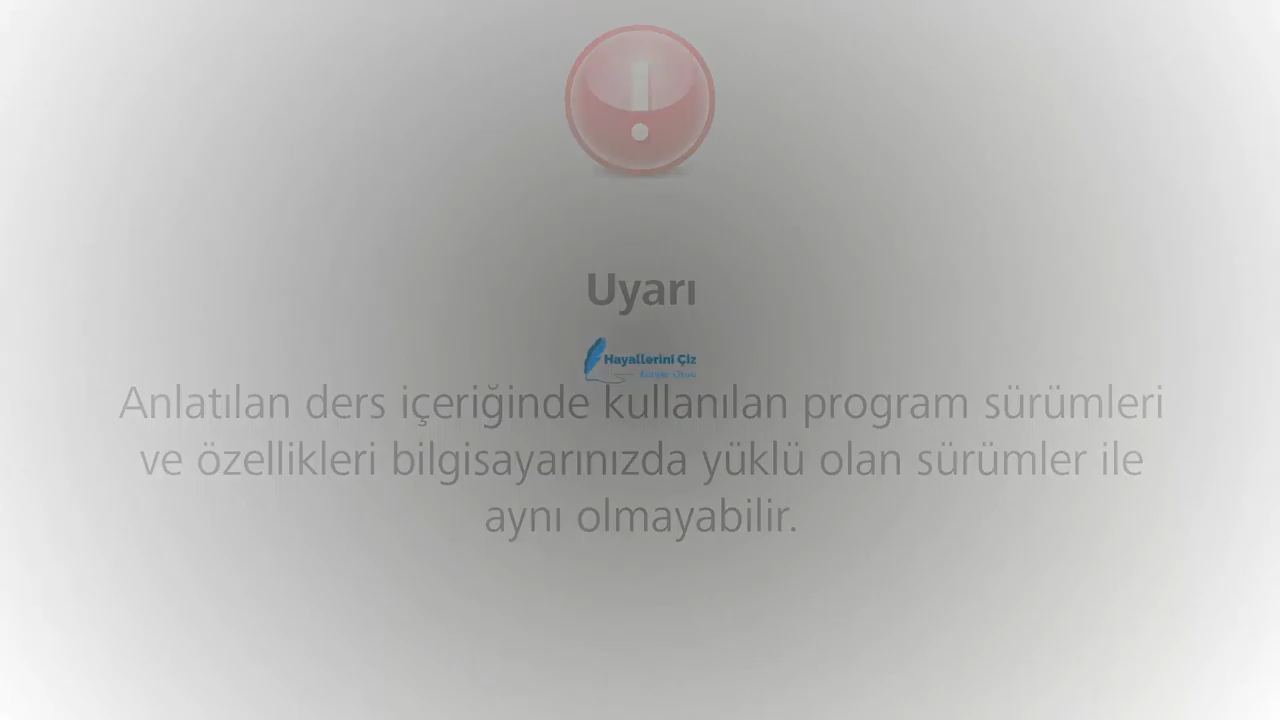 Uyarı
Hayallerini Çiz
Anlatılan ders içeriğinde kullanılan program sürümleri
ve özellikleri bilgisayarınızda yüklü olan sürümler ile
aynı olmayabilir.